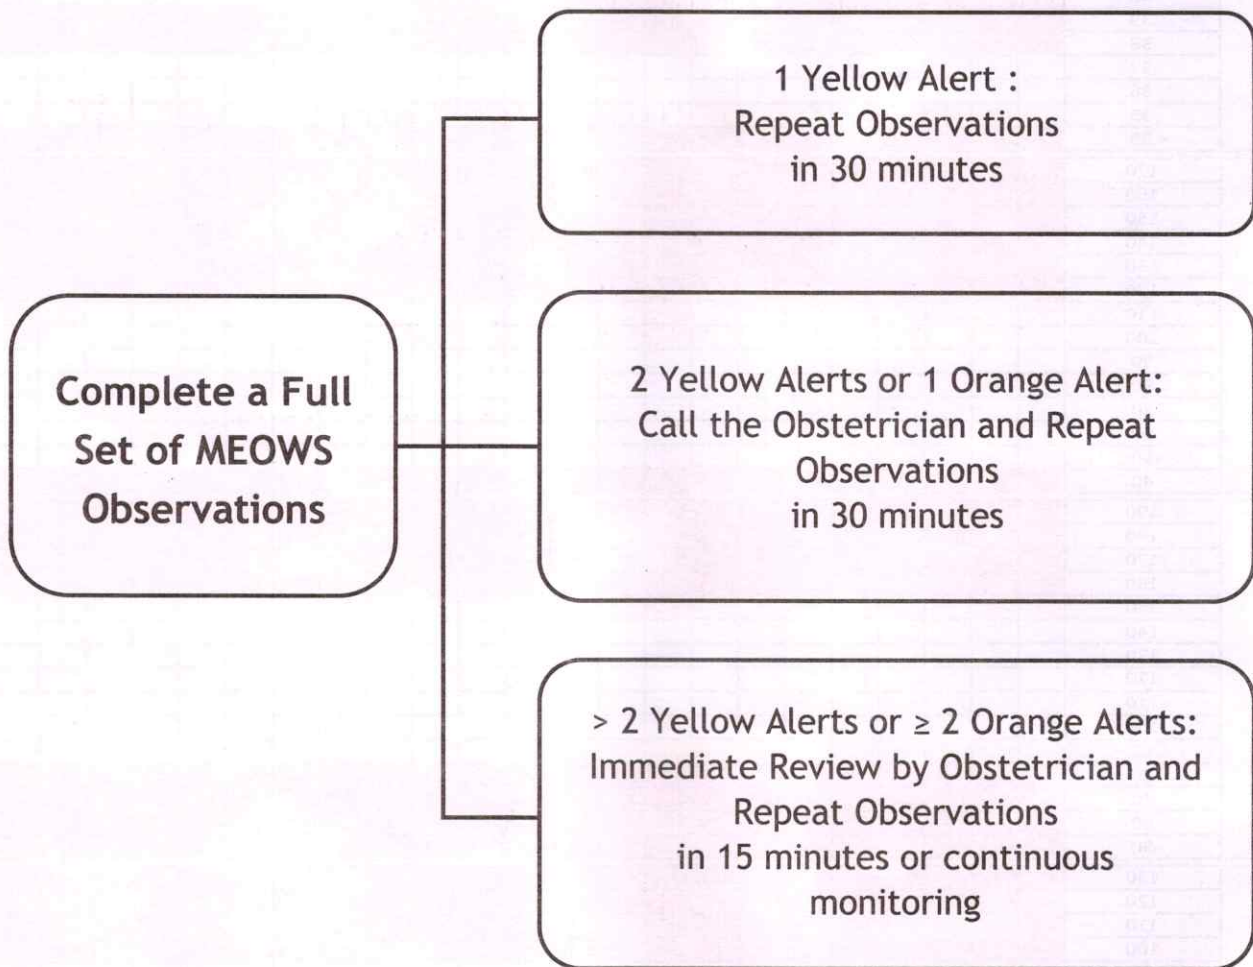 1 Yellow Alert :
Repeat Observations
in 30 minutes
Complete a Full
Set of MEOWS
Observations
2 Yellow Alerts or 1 Orange Alert:
Call the Obstetrician and Repeat
Observations
in 30 minutes
> 2 Yellow Alerts or ≥ 2 Orange Alerts:
Immediate Review by Obstetrician and
Repeat Observations
in 15 minutes or continuous
monitoring